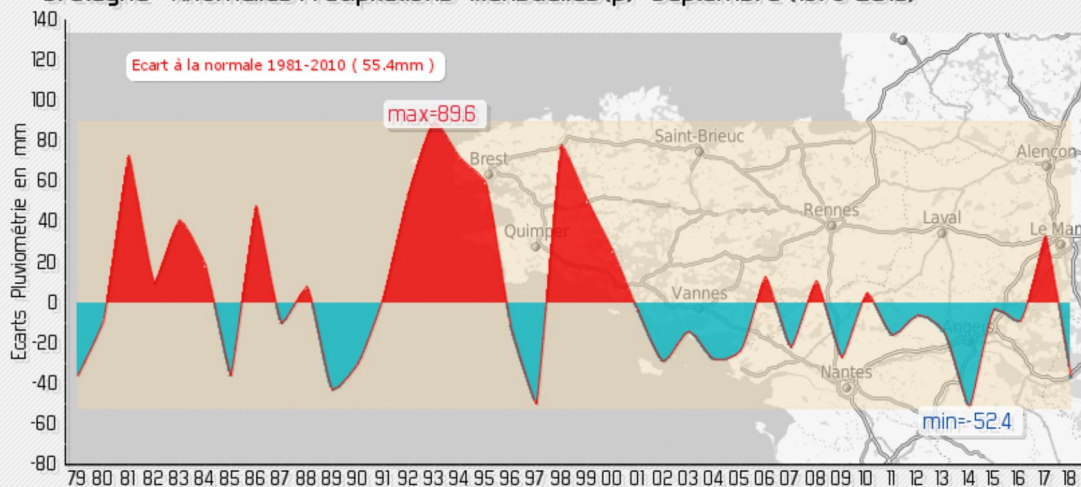 140
120
Ecart à la normale 1981-2010 ( 55.4mm )
100
max=89.6
80
Saint-Brieuc
Alençon
Brest
60
40
Rennes
Laval
Quimper
Le Man
20
Vannes
0
-20
Angers
Nantes
-40
-60
min=-52.4
-80
Ecarts Pluviométrie en mm
79 80 81 82 83 84 85 86 87 88 89 90 91 92 93 94 95 96 97 98 99 00 01 02 03 04 05 06 07 08 09 10 11 12 13 14 15 16 17 18